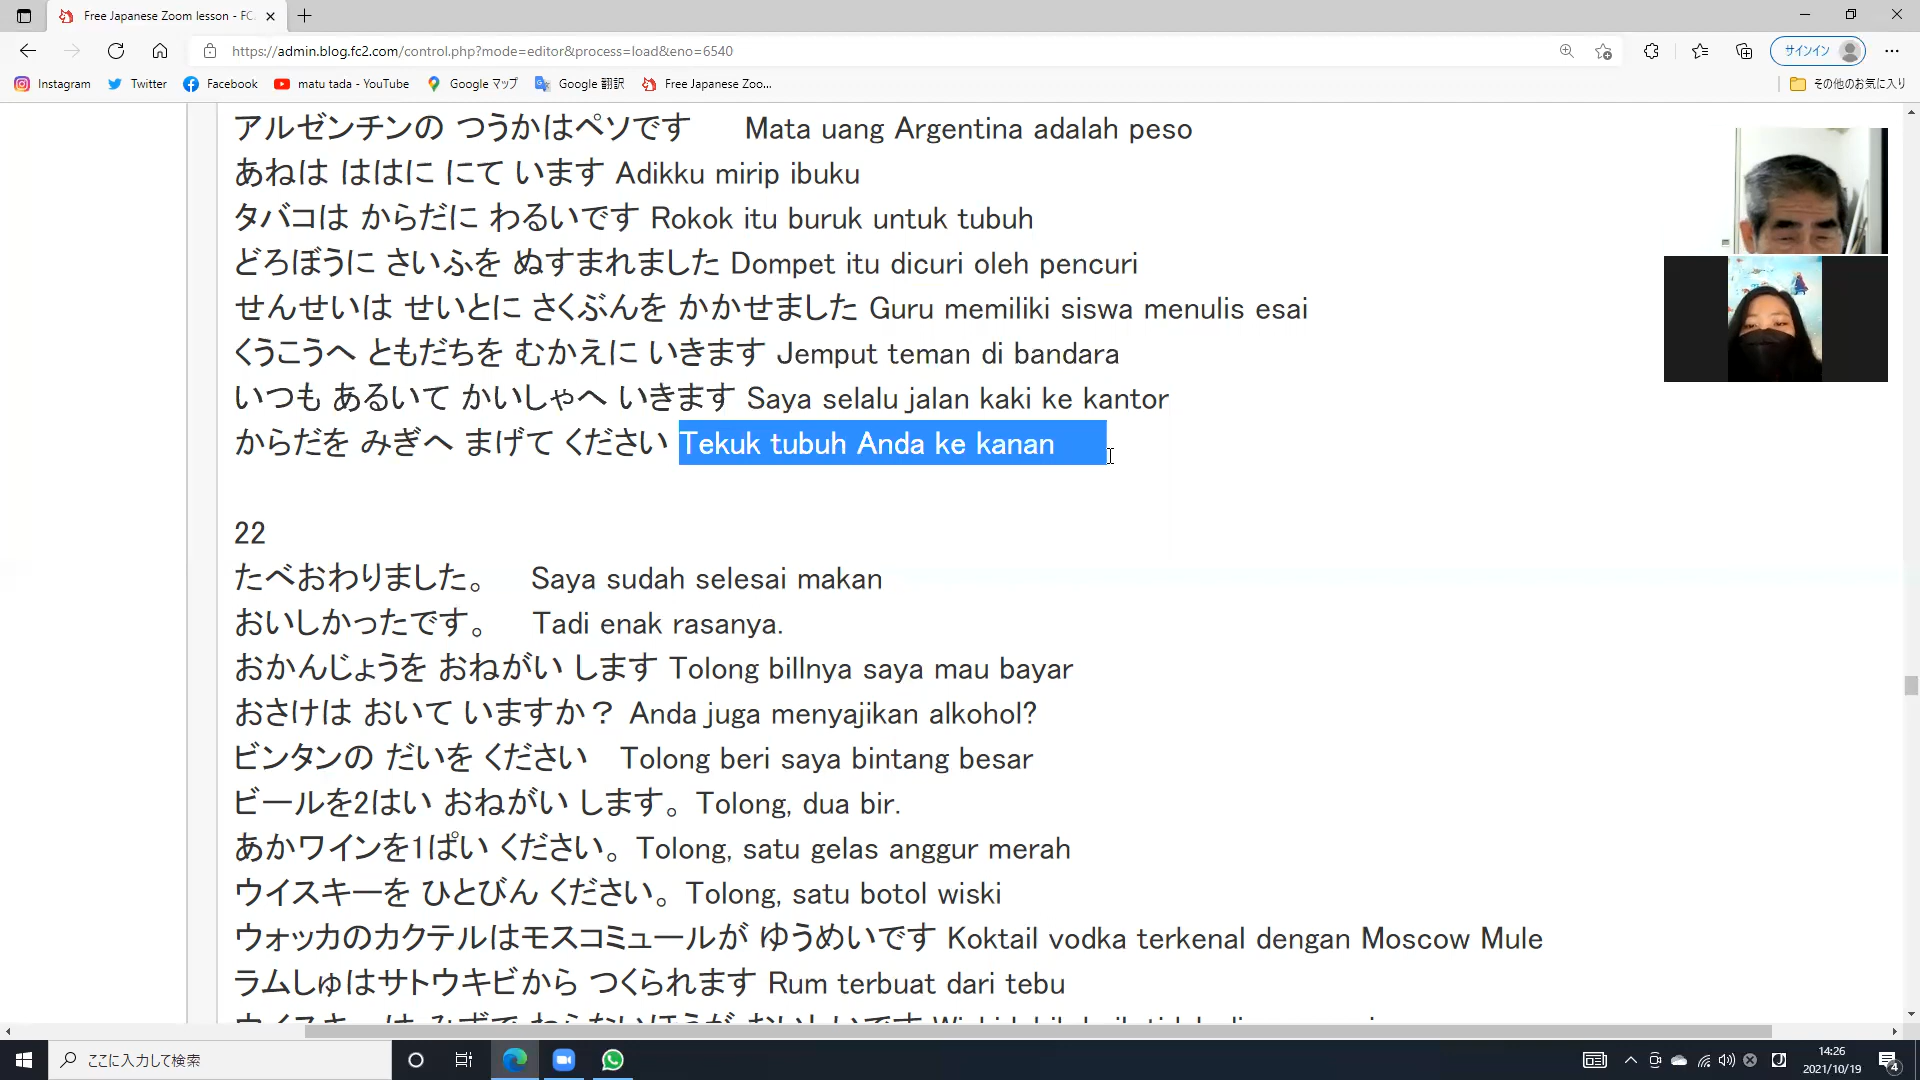 Free Japanese Zoom lesson - FC
https://admin.blog.fc2.com/control.php?mode=editor&process=load&eno=6540
サインイン
Instagram Twitter Facebook matu tada - YouTube Google マップ Google 翻訳 Free Japanese Zoo... その他のお気に入り
アルゼンチンの つうかはペソです Mata uang Argentina adalah peso
あねは ははに にて います Adikku mirip ibuku
タバコは からだに わるいです Rokok itu buruk untuk tubuh
どろぼうに さいふを ぬすまれました Dompet itu dicuri oleh pencuri
せんせいは せいとに さくぶんを かかせました Guru memiliki siswa menulis esai
くうこうへ ともだちを むかえに いきます Jemput teman di bandara
いつも あるいて かいしゃへ いきます Saya selalu jalan kaki ke kantor
からだを みぎへ まげて ください Tekuk tubuh Anda ke kanan
22
たべおわりました。 Saya sudah selesai makan
おいしかったです。 Tadi enak rasanya.
おかんじょうを おねがい します Tolong billnya saya mau bayar
おさけは おいて いますか？ Anda juga menyajikan alkohol?
ビンタンの だいを ください Tolong beri saya bintang besar
ビールを2はい おねがい します。 Tolong, dua bir.
あかワインを1ぱい ください。 Tolong, satu gelas anggur merah
ウイスキーを ひとびん ください。 Tolong, satu botol wiski
ウォッカのカクテルはモスコミュールが ゆうめいです Koktail vodka terkenal dengan Moscow Mule
ラムしゅはサトウキビから つくられます Rum terbuat dari tebu
ここに入力して検索
14:26
2021/10/19
4